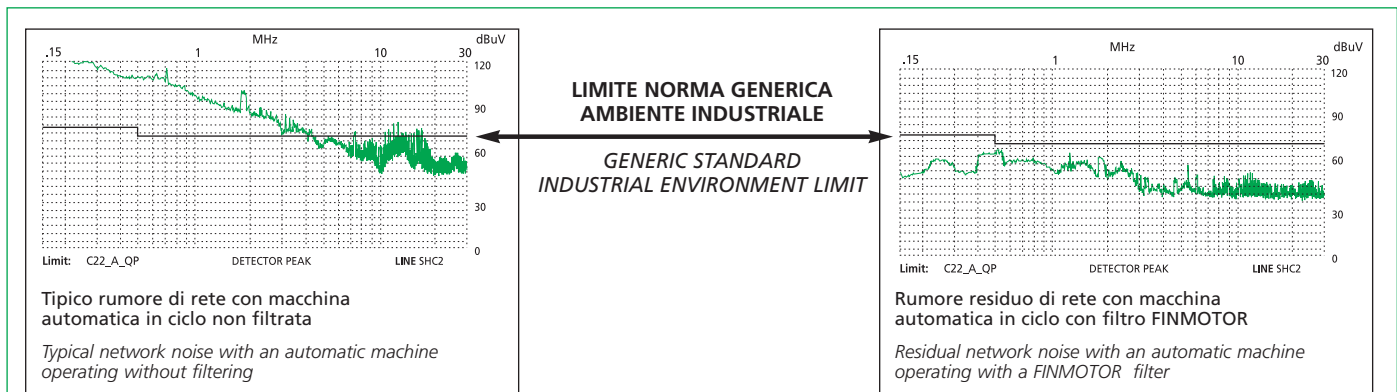 MHz
dBuV
.15
1
10
30
120
90
60
30
0
Limit: C22_A_QP
DETECTOR PEAK
LINE SHC2
Tipico rumore di rete con macchina
automatica in ciclo non filtrata
Typical network noise with an automatic machine
operating without filtering
LIMITE NORMA GENERICA
AMBIENTE INDUSTRIALE
GENERIC STANDARD
INDUSTRIAL ENVIRONMENT LIMIT
MHz
dBuV
.15
1
10
30
120
90
60
30
0
Limit: C22_A_QP
DETECTOR PEAK
LINE SHC2
Rumore residuo di rete con macchina
automatica in ciclo con filtro FINMOTOR
Residual network noise with an automatic machine
operating with a FINMOTOR filter